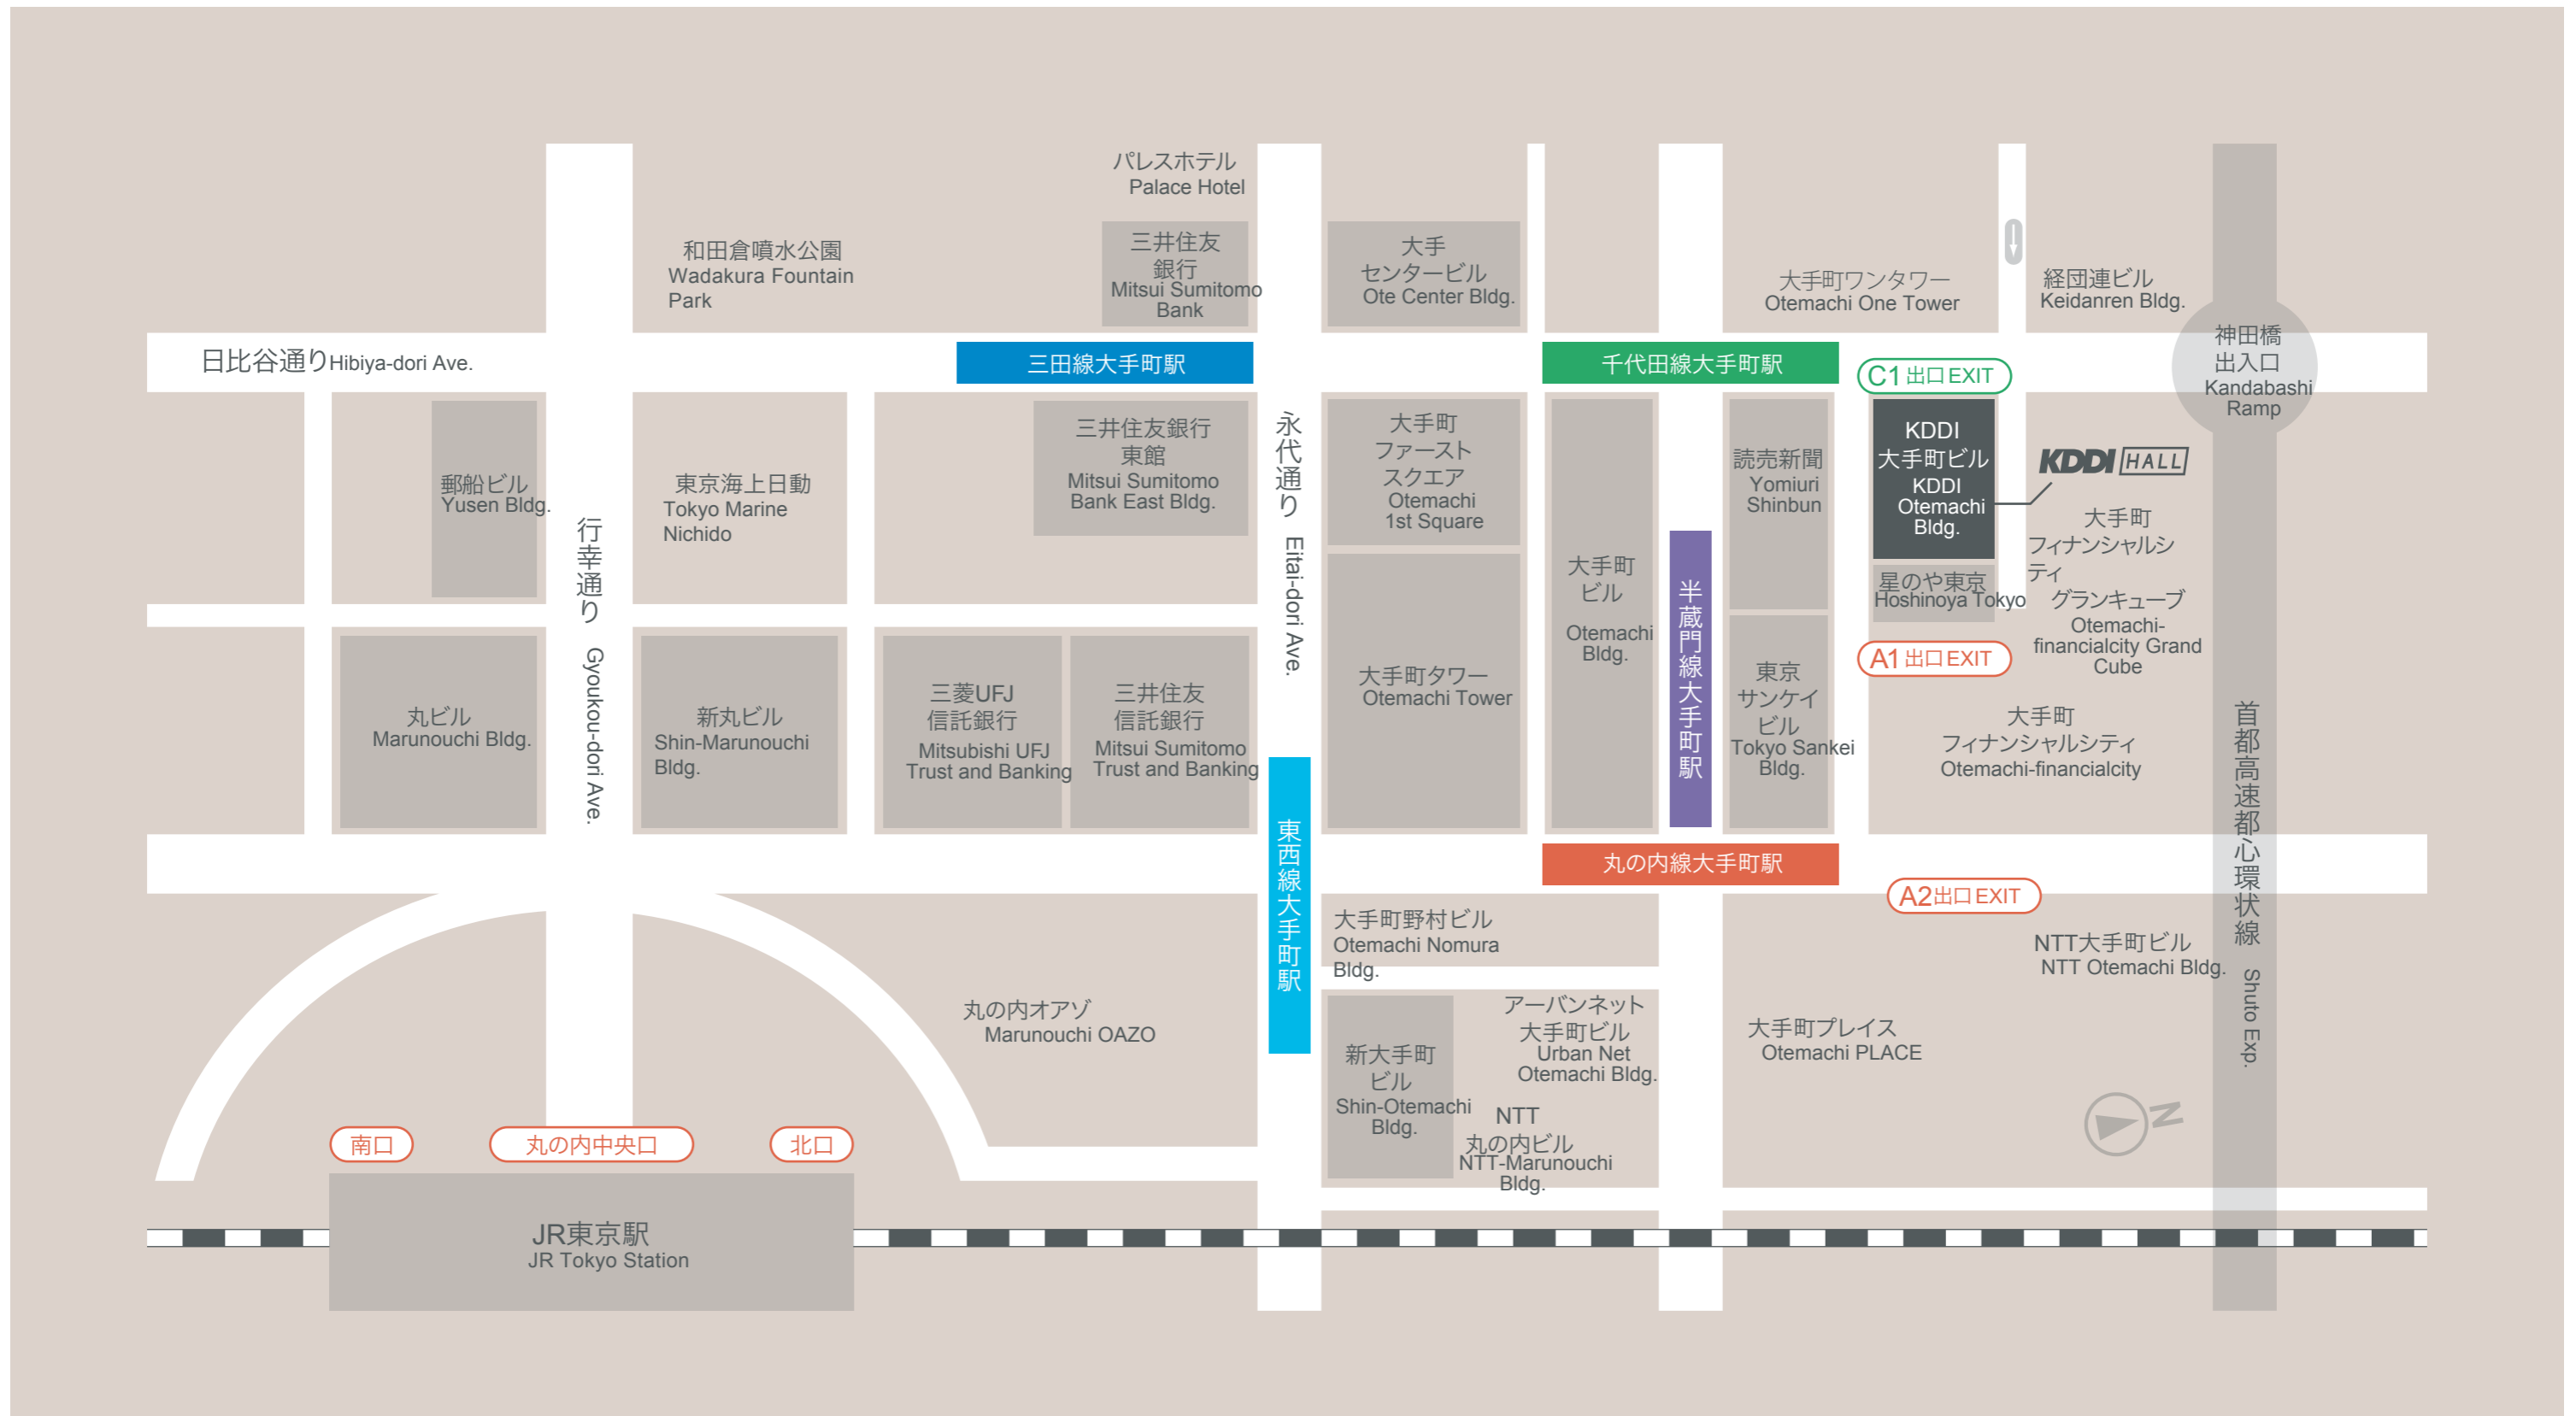 パレスホテル
Palace Hotel
和田倉噴水公園
Wadakura Fountain
Park
三井住友
銀行
Mitsui Sumitomo
Bank
大手
センタービル
Ote Center Bldg.
大手町ワンタワー
Otemachi One Tower
経団連ビル
Keidanren Bldg.
神田橋
出入口
Kandabashi
Ramp
日比谷通り Hibiya-dori Ave.
三田線大手町駅
千代田線大手町駅
C1 出口 EXIT
郵船ビル
Yusen Bldg.
行幸通り Gyoukou-dori Ave.
東京海上日動
Tokyo Marine
Nichido
三井住友銀行
東館
Mitsui Sumitomo
Bank East Bldg.
永代通り Eitai-dori Ave.
大手町
ファースト
スクエア
Otemachi
1st Square
大手町
ビル
Otemachi
Bldg.
半蔵門線大手町駅
読売新聞
Yomiuri
Shinbun
KDDI
大手町ビル
KDDI
Otemachi
Bldg.
KDDI HALL
星のや東京
Hoshinoya Tokyo
大手町
フィナンシャルシ
ティ
グランキューブ
Otemachi-
financialcity Grand
Cube
A1 出口 EXIT
丸ビル
Marunouchi Bldg.
新丸ビル
Shin-Marunouchi
Bldg.
三菱UFJ
信託銀行
Mitsubishi UFJ
Trust and Banking
三井住友
信託銀行
Mitsui Sumitomo
Trust and Banking
大手町タワー
Otemachi Tower
東京
サンケイ
ビル
Tokyo Sankei
Bldg.
大手町
フィナンシャルシティ
Otemachi-financialcity
首都高速都心環状線 Shuto Exp.
東西線大手町駅
丸の内線大手町駅
A2 出口 EXIT
大手町野村ビル
Otemachi Nomura
Bldg.
NTT大手町ビル
NTT Otemachi Bldg.
丸の内オアゾ
Marunouchi OAZO
新大手町
ビル
Shin-Otemachi
Bldg.
アーバンネット
大手町ビル
Urban Net
Otemachi Bldg.
NTT
丸の内ビル
NTT-Marunouchi
Bldg.
大手町プレイス
Otemachi PLACE
N
南口
丸の内中央口
北口
JR東京駅
JR Tokyo Station